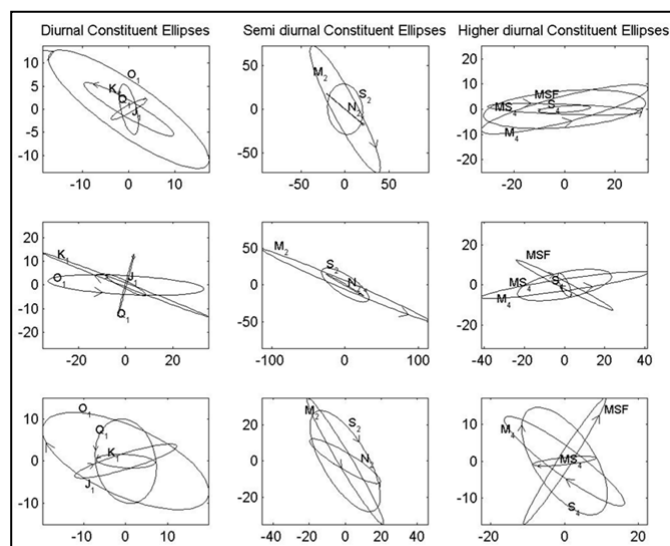 Diurnal Constituent Ellipses Semi diurnal Constituent Ellipses Higher diurnal Constituent Ellipses
10
5
0
-5
-10
-10 0 10
O₁
K₁
Q₁
J₁
50
0
-50
-50 0 50
M₂
S₂
N₂
20
10
0
-10
-20
-20 0 20
MSF
MS₄
S₄
M₄
20
10
0
-10
-20
-20 0 20
K₁
O₁
J₁
Q₁
50
0
-50
-100 0 100
M₂
S₂
N₂
20
0
-20
-40 -20 0 20 40
MSF
MS₄
S₄
M₄
10
5
0
-5
-10
-10 0 10
O₁
Q₁
K₁
J₁
20
0
-20
-40 -20 0 20 40
M₂
S₂
N₂
10
0
-10
-20 0 20
MSF
M₄
MS₄
S₄